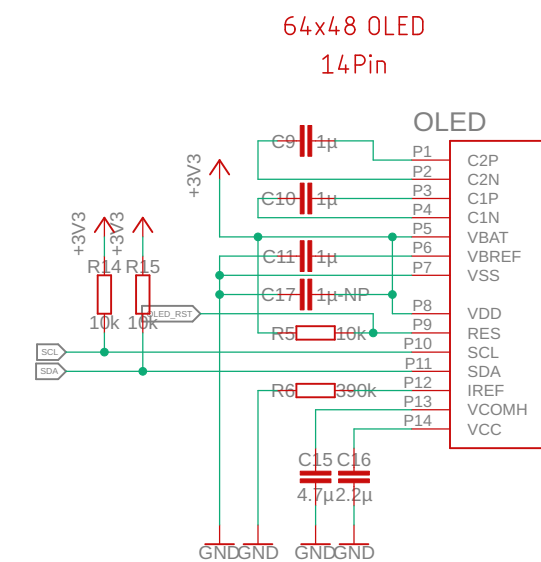 64x48 OLED
14Pin
OLED
C9 1µ P1 C2P
P2 C2N
+3V3
C10 1µ P3 C1P
P4 C1N
+3V3 +3V3
P5 VBAT
C11 1µ P6 VBREF
R14 R15
P7 VSS
C17 1µ-NP
P8 VDD
10k 10k OLED_RST
R5 10k P9 RES
SCL P10 SCL
SDA P11 SDA
R6 390k P12 IREF
P13 VCOMH
P14 VCC
C15 C16
4.7µ 2.2µ
GND GND GND GND